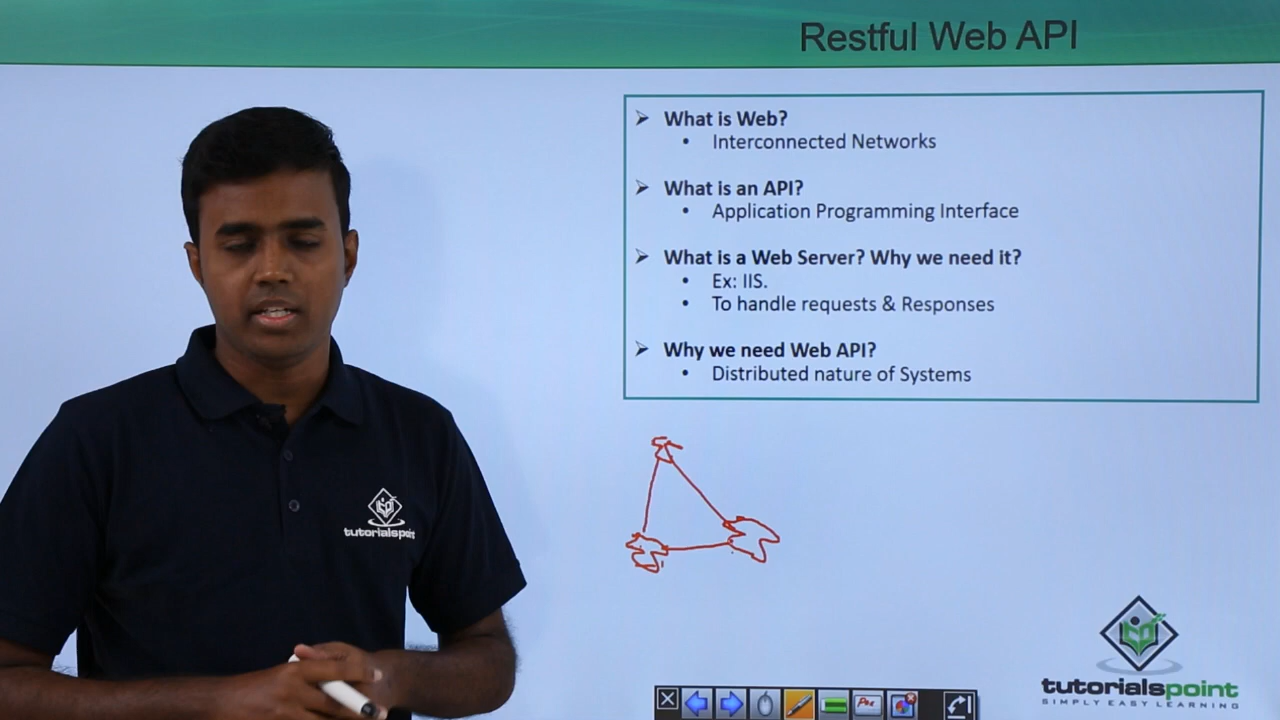 Restful Web API
What is Web?
Interconnected Networks
What is an API?
Application Programming Interface
What is a Web Server? Why we need it?
Ex: IIS.
To handle requests & Responses
Why we need Web API?
Distributed nature of Systems
tutorialspoint
tutorialspoint
SIMPLY EASY LEARNING